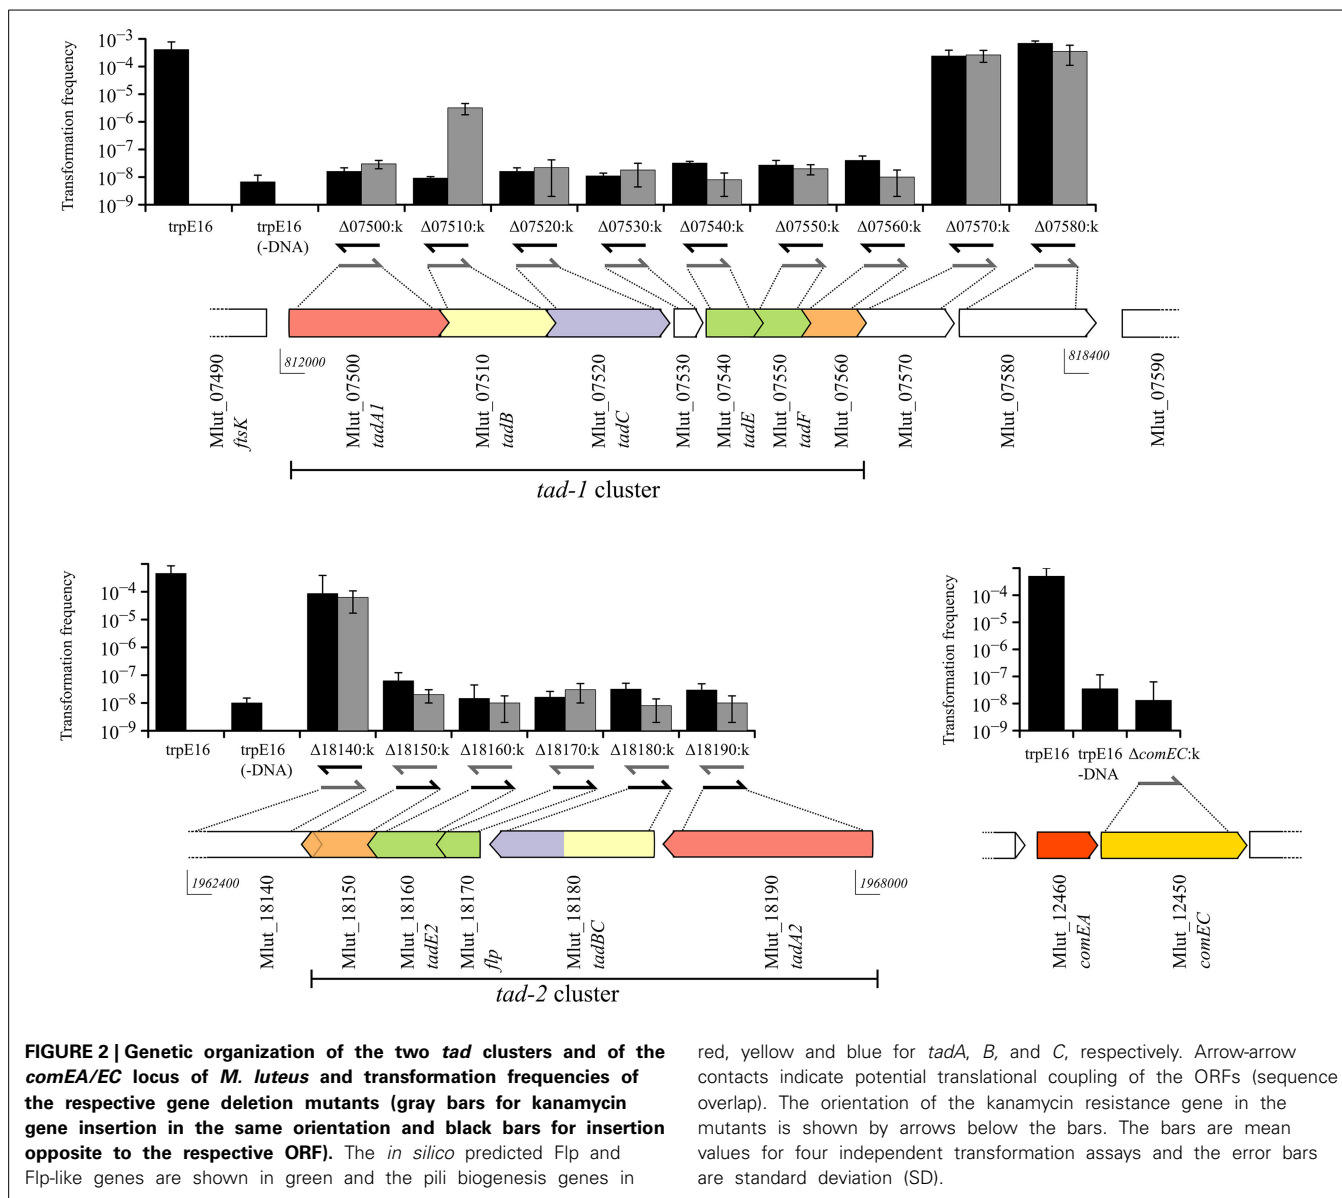 Transformation frequency
10−3
10−4
10−5
10−6
10−7
10−8
10−9
trpE16
trpE16
(-DNA)
Δ07500:k
Δ07510:k
Δ07520:k
Δ07530:k
Δ07540:k
Δ07550:k
Δ07560:k
Δ07570:k
Δ07580:k
812000
818400
Mlut_07490
ftsK
Mlut_07500
tadA1
Mlut_07510
tadB
Mlut_07520
tadC
Mlut_07530
Mlut_07540
tadE
Mlut_07550
tadF
Mlut_07560
Mlut_07570
Mlut_07580
Mlut_07590
tad-1 cluster
Transformation frequency
10−4
10−5
10−6
10−7
10−8
10−9
trpE16
trpE16
(-DNA)
Δ18140:k
Δ18150:k
Δ18160:k
Δ18170:k
Δ18180:k
Δ18190:k
1962400
1968000
Mlut_18140
Mlut_18150
Mlut_18160
tadE2
Mlut_18170
flp
Mlut_18180
tadBC
Mlut_18190
tadA2
tad-2 cluster
Transformation frequency
10−4
10−5
10−6
10−7
10−8
10−9
trpE16
trpE16
-DNA
ΔcomEC:k
Mlut_12460
comEA
Mlut_12450
comEC
FIGURE 2 | Genetic organization of the two tad clusters and of the
comEA/EC locus of M. luteus and transformation frequencies of
the respective gene deletion mutants (gray bars for kanamycin
gene insertion in the same orientation and black bars for insertion
opposite to the respective ORF). The in silico predicted Flp and
Flp-like genes are shown in green and the pili biogenesis genes in
red, yellow and blue for tadA, B, and C, respectively. Arrow-arrow
contacts indicate potential translational coupling of the ORFs (sequence
overlap). The orientation of the kanamycin resistance gene in the
mutants is shown by arrows below the bars. The bars are mean
values for four independent transformation assays and the error bars
are standard deviation (SD).